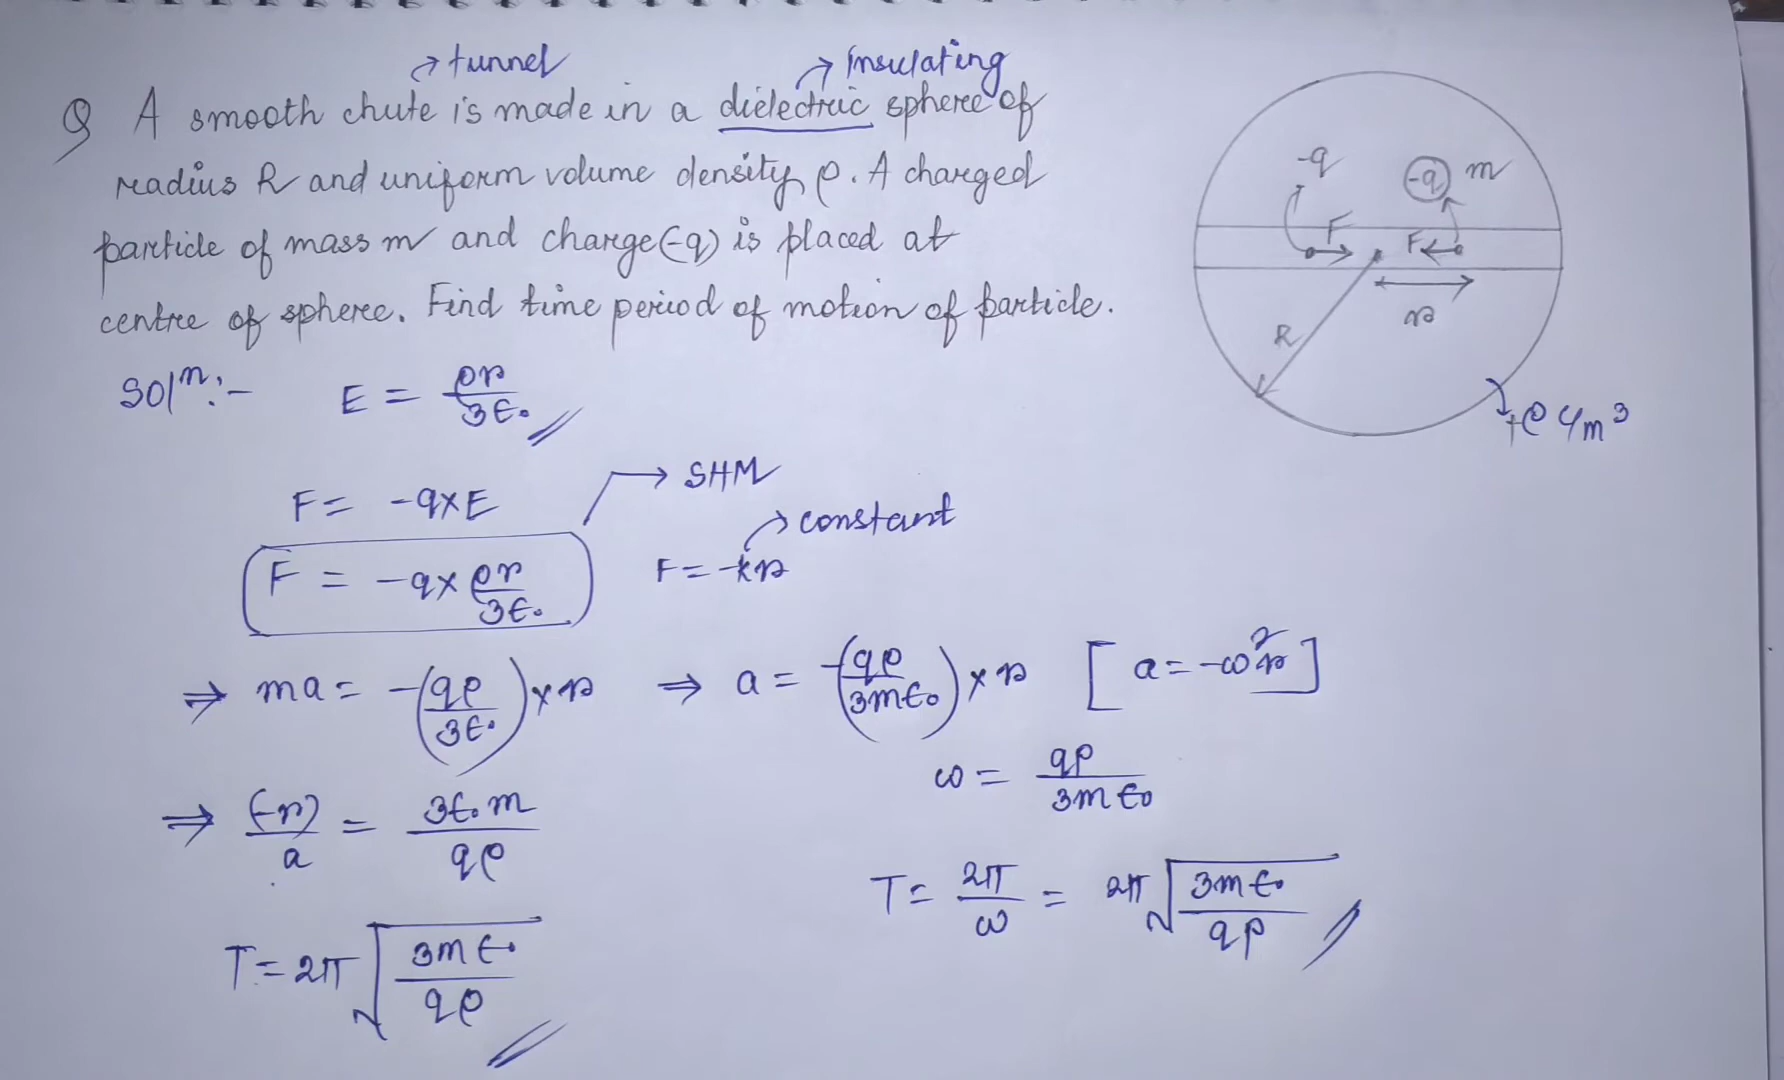 → tunnel
→ Insulating
Q A smooth chute is made in a dielectric sphere of
radius R and uniform volume density ρ. A charged
particle of mass m and charge (-q) is placed at
centre of sphere. Find time period of motion of particle.
-q
-q m
F
F
r
R
+ρ C/m³
Solⁿ:- E = ρr/3ε₀
F = -q×E
→ SHM
→ constant
F = -q × ρr/3ε₀
F = -kr
⇒ ma = -(qρ/3ε₀) × r ⇒ a = -(qρ/3mε₀) × r [a = -ω²r]
ω = qρ/3mε₀
⇒ (-r)/a = 3ε₀m/qρ
T = 2π/ω = 2π√(3mε₀/qρ)
T = 2π√(3mε₀/qρ)